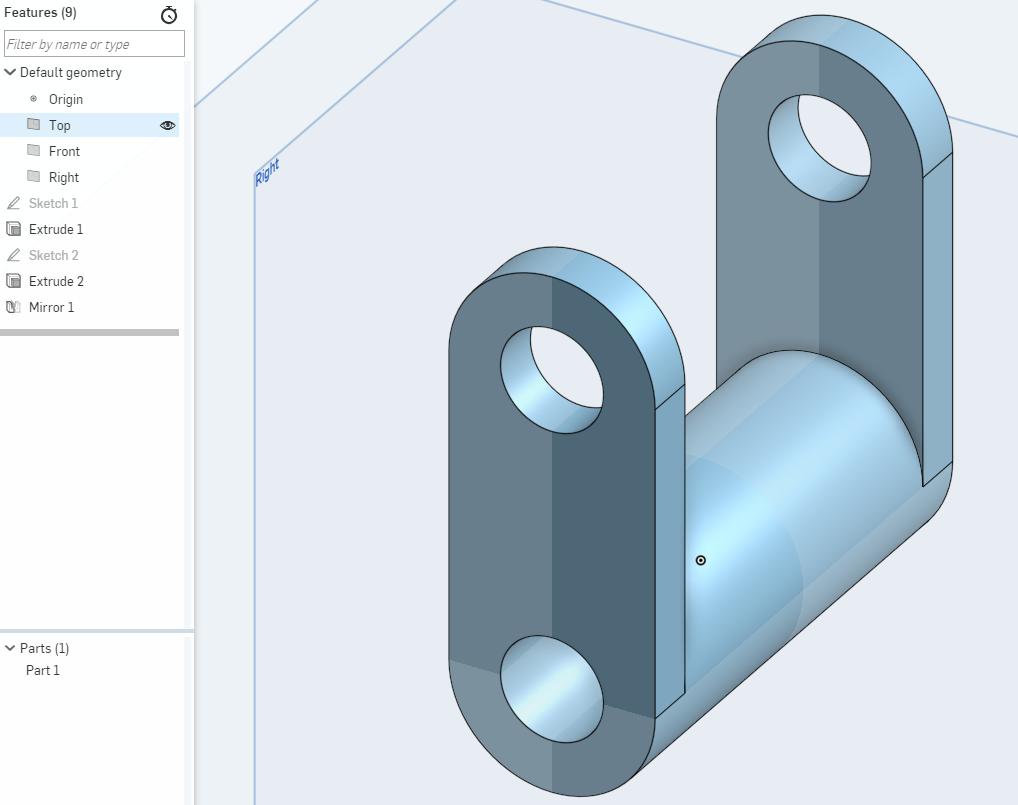 Features (9)
Filter by name or type
Default geometry
Origin
Top
Front
Right
Sketch 1
Extrude 1
Sketch 2
Extrude 2
Mirror 1
Parts (1)
Part 1
Right